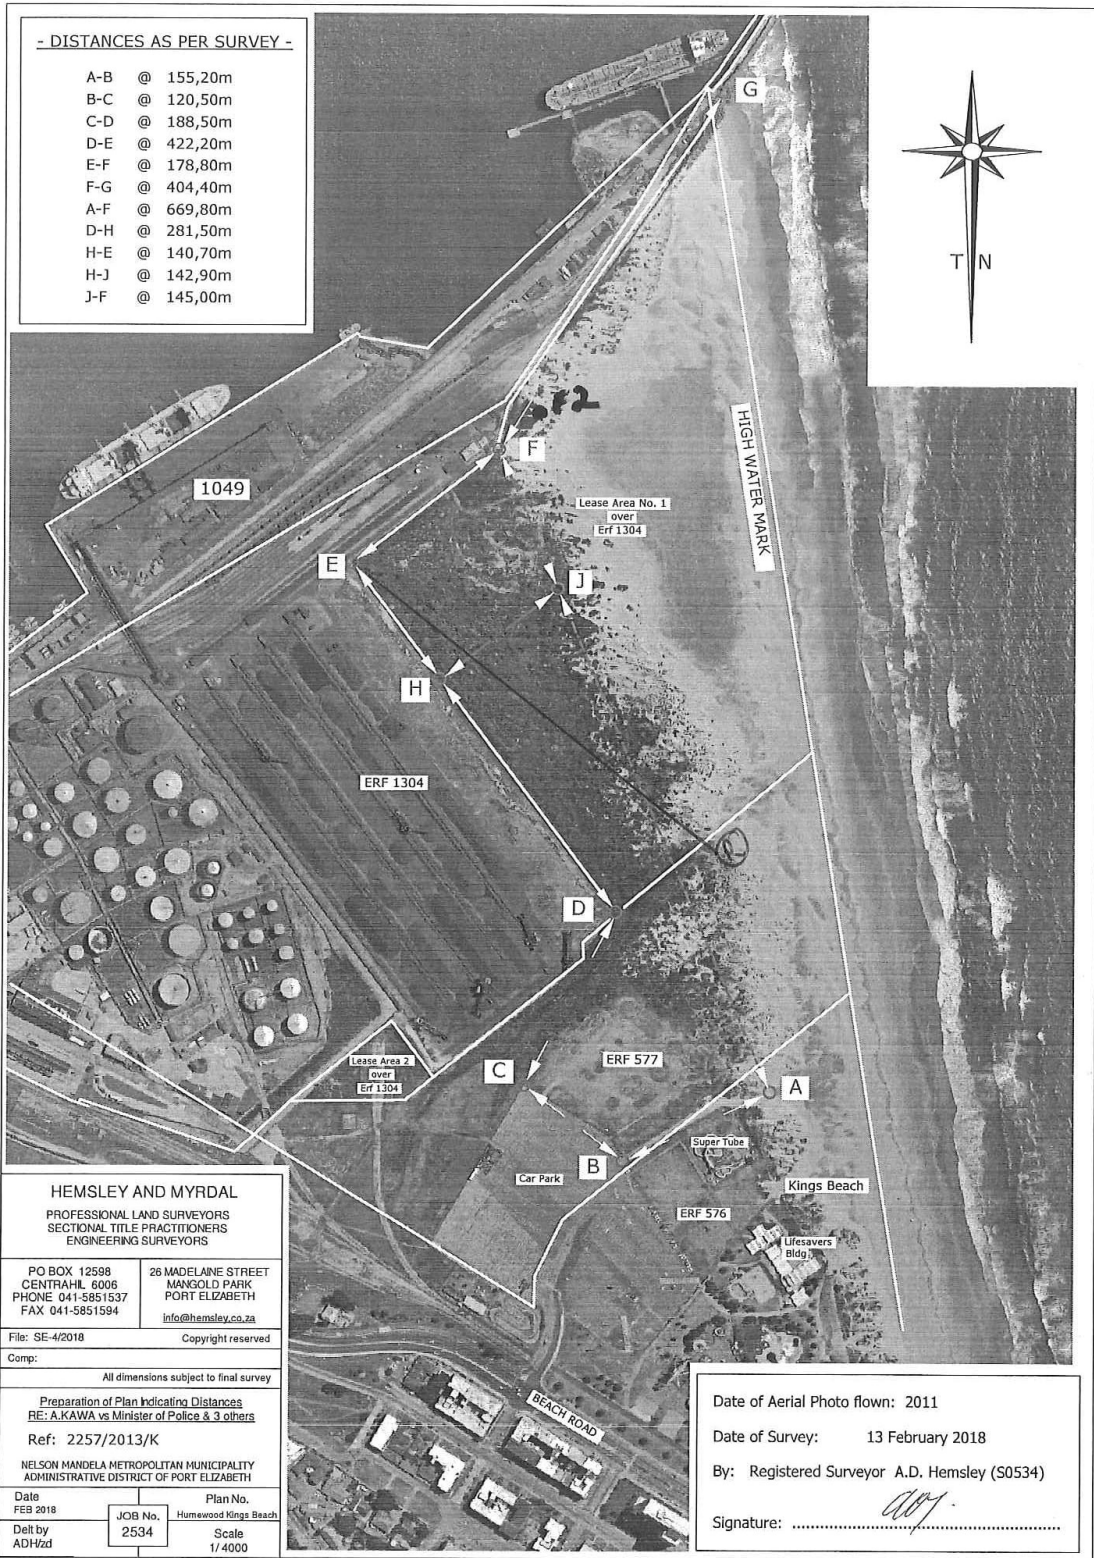 - DISTANCES AS PER SURVEY -
A-B @ 155,20m
B-C @ 120,50m
C-D @ 188,50m
D-E @ 422,20m
E-F @ 178,80m
F-G @ 404,40m
A-F @ 669,80m
D-H @ 281,50m
H-E @ 140,70m
H-J @ 142,90m
J-F @ 145,00m
G
T N
F
1049
Lease Area No. 1
over
Erf 1304
HIGH WATER MARK
E
J
H
ERF 1304
D
C
ERF 577
Lease Area 2
over
Erf 1304
A
B
Super Tube
Car Park
Kings Beach
ERF 576
Lifesavers
Bldg.
BEACH ROAD
HEMSLEY AND MYRDAL
PROFESSIONAL LAND SURVEYORS
SECTIONAL TITLE PRACTITIONERS
ENGINEERING SURVEYORS
PO BOX 12598
CENTRAHIL 6006
PHONE 041-5851537
FAX 041-5851594
26 MADELAINE STREET
MANGOLD PARK
PORT ELIZABETH
info@hemsley.co.za
File: SE-4/2018 Copyright reserved
Comp:
All dimensions subject to final survey
Preparation of Plan Indicating Distances
RE: A.KAWA vs Minister of Police & 3 others
Ref: 2257/2013/K
NELSON MANDELA METROPOLITAN MUNICIPALITY
ADMINISTRATIVE DISTRICT OF PORT ELIZABETH
Date
FEB 2018
Delt by
ADH/zd
JOB No.
2534
Plan No.
Humewood Kings Beach
Scale
1/ 4000
Date of Aerial Photo flown: 2011
Date of Survey: 13 February 2018
By: Registered Surveyor A.D. Hemsley (S0534)
Signature: